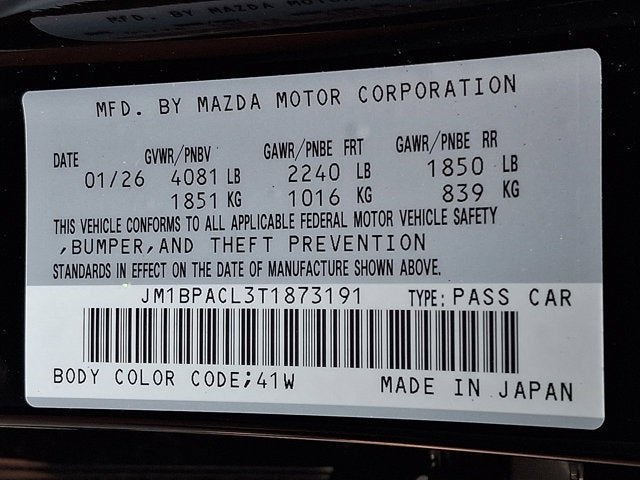 MFD. BY MAZDA MOTOR CORPORATION
DATE GVWR/PNBV GAWR/PNBE FRT GAWR/PNBE RR
01/26 4081 LB 2240 LB 1850 LB
1851 KG 1016 KG 839 KG
THIS VEHICLE CONFORMS TO ALL APPLICABLE FEDERAL MOTOR VEHICLE SAFETY
,BUMPER,AND THEFT PREVENTION
STANDARDS IN EFFECT ON THE DATE OF MANUFACTURE SHOWN ABOVE.
JM1BPACL3T1873191 TYPE: PASS CAR
BODY COLOR CODE;41W MADE IN JAPAN